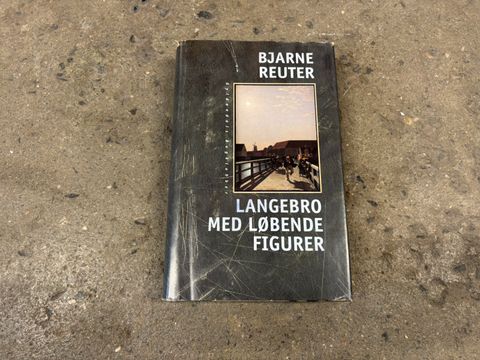 BJARNE
REUTER
LANGEBRO
MED LØBENDE
FIGURER